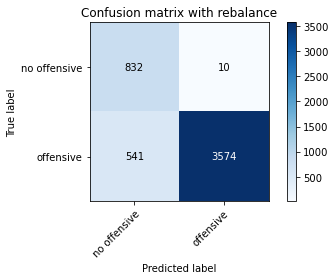 Confusion matrix with rebalance
True label
no offensive
offensive
832
10
541
3574
no offensive
offensive
Predicted label
3500
3000
2500
2000
1500
1000
500